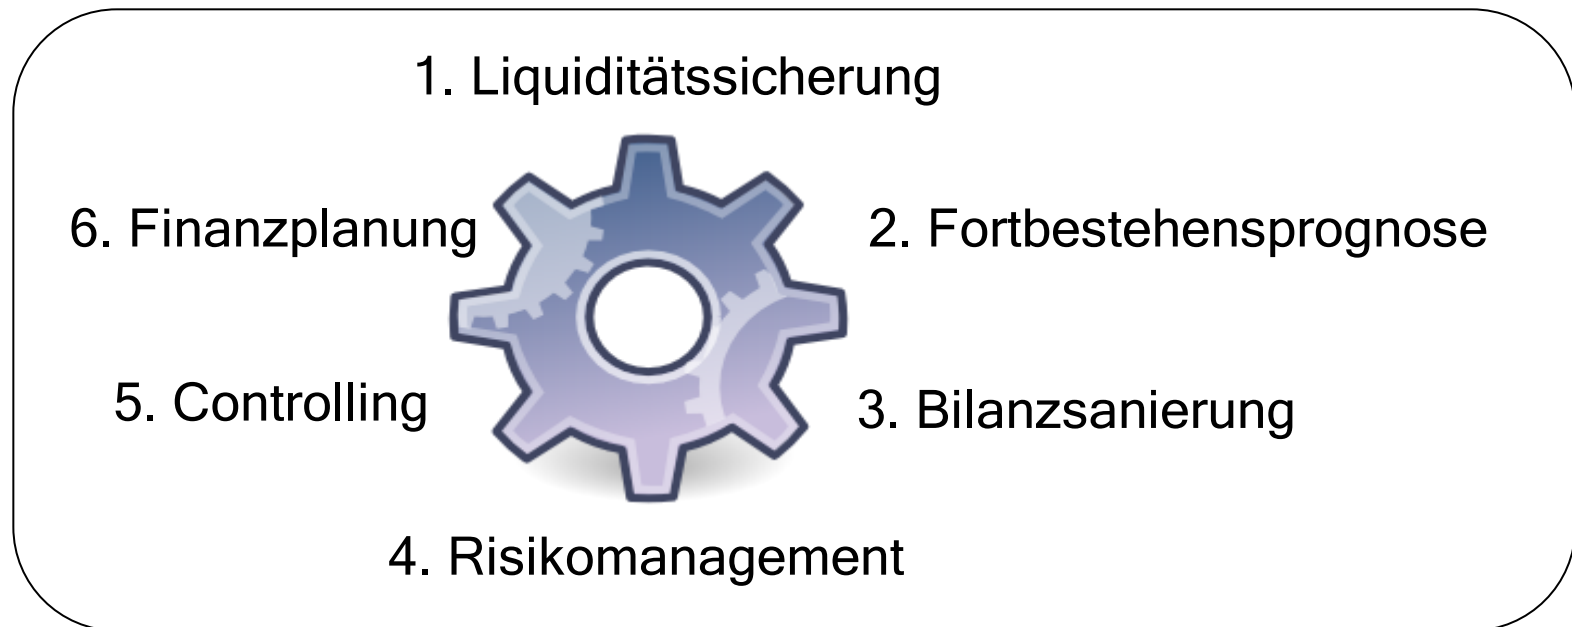 1. Liquiditätssicherung
2. Fortbestehensprognose
3. Bilanzsanierung
4. Risikomanagement
5. Controlling
6. Finanzplanung